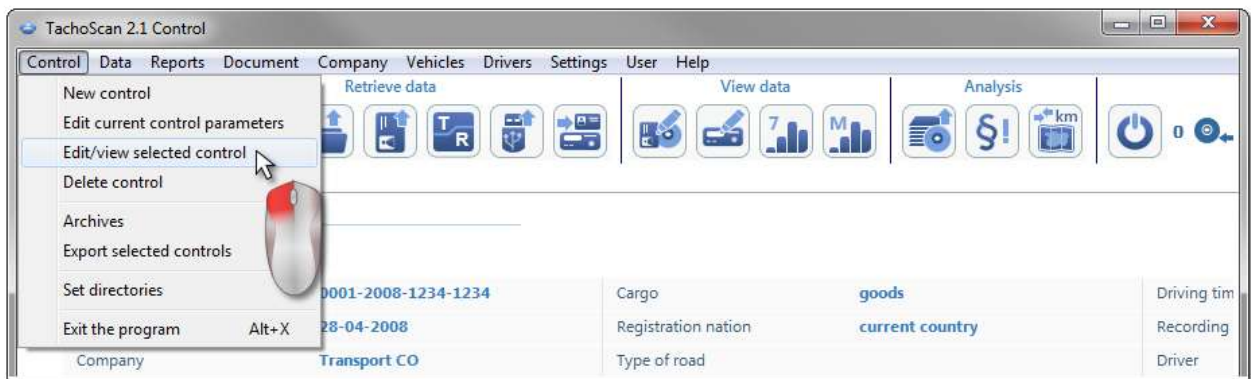 TachoScan 2.1 Control
Control Data Reports Document Company Vehicles Drivers Settings User Help
New control
Edit current control parameters
Edit/view selected control
Delete control
Archives
Export selected controls
Set directories
Exit the program Alt+X
Retrieve data View data Analysis
T R 7 M §! km 0
0001-2008-1234-1234 Cargo goods Driving tim
28-04-2008 Registration nation current country Recording
Company Transport CO Type of road Driver